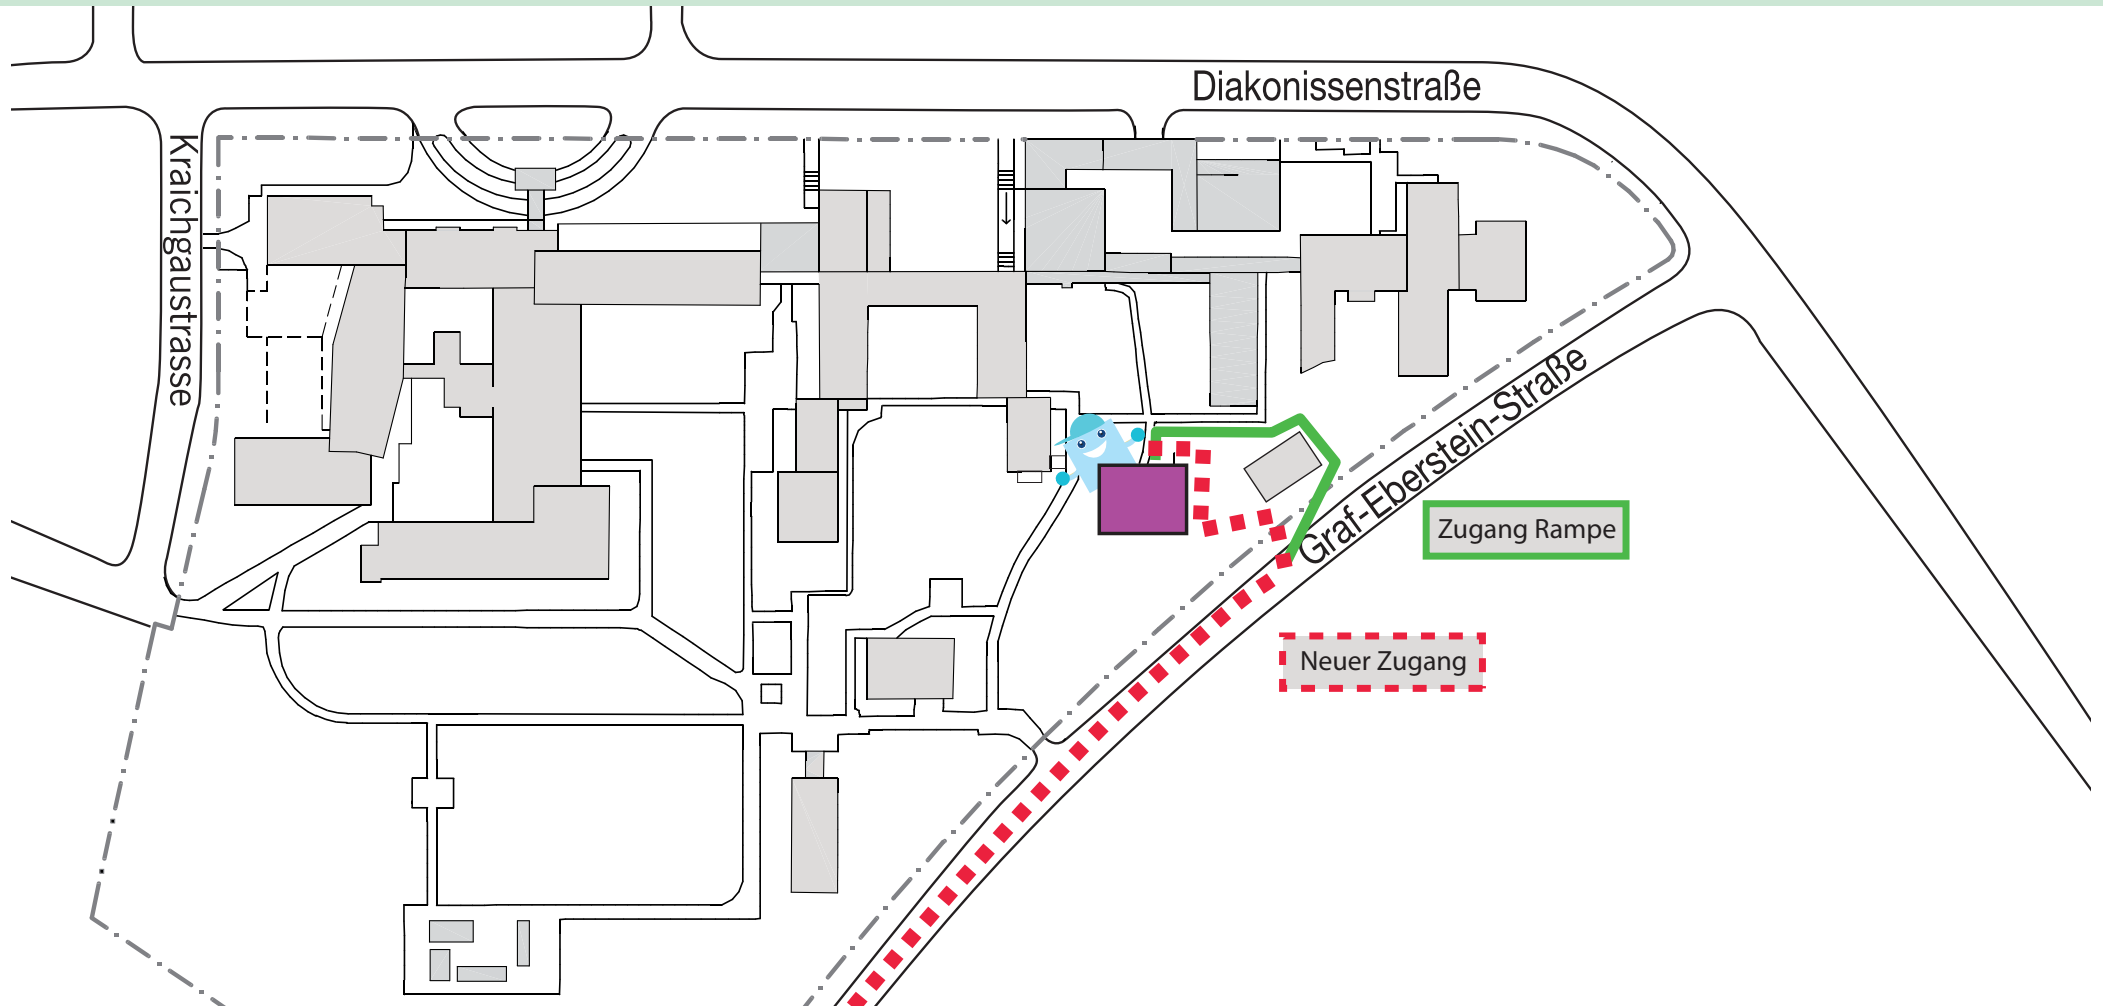 Diakonissenstraße
Kraichgaustrasse
Graf-Eberstein-Straße
Zugang Rampe
Neuer Zugang